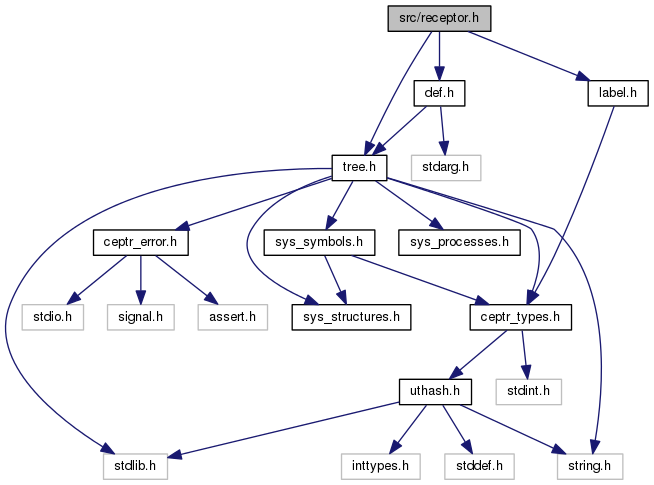 src/receptor.h
def.h
label.h
tree.h
stdarg.h
ceptr_error.h
sys_symbols.h
sys_processes.h
stdio.h
signal.h
assert.h
sys_structures.h
ceptr_types.h
uthash.h
stdint.h
stdlib.h
inttypes.h
stddef.h
string.h